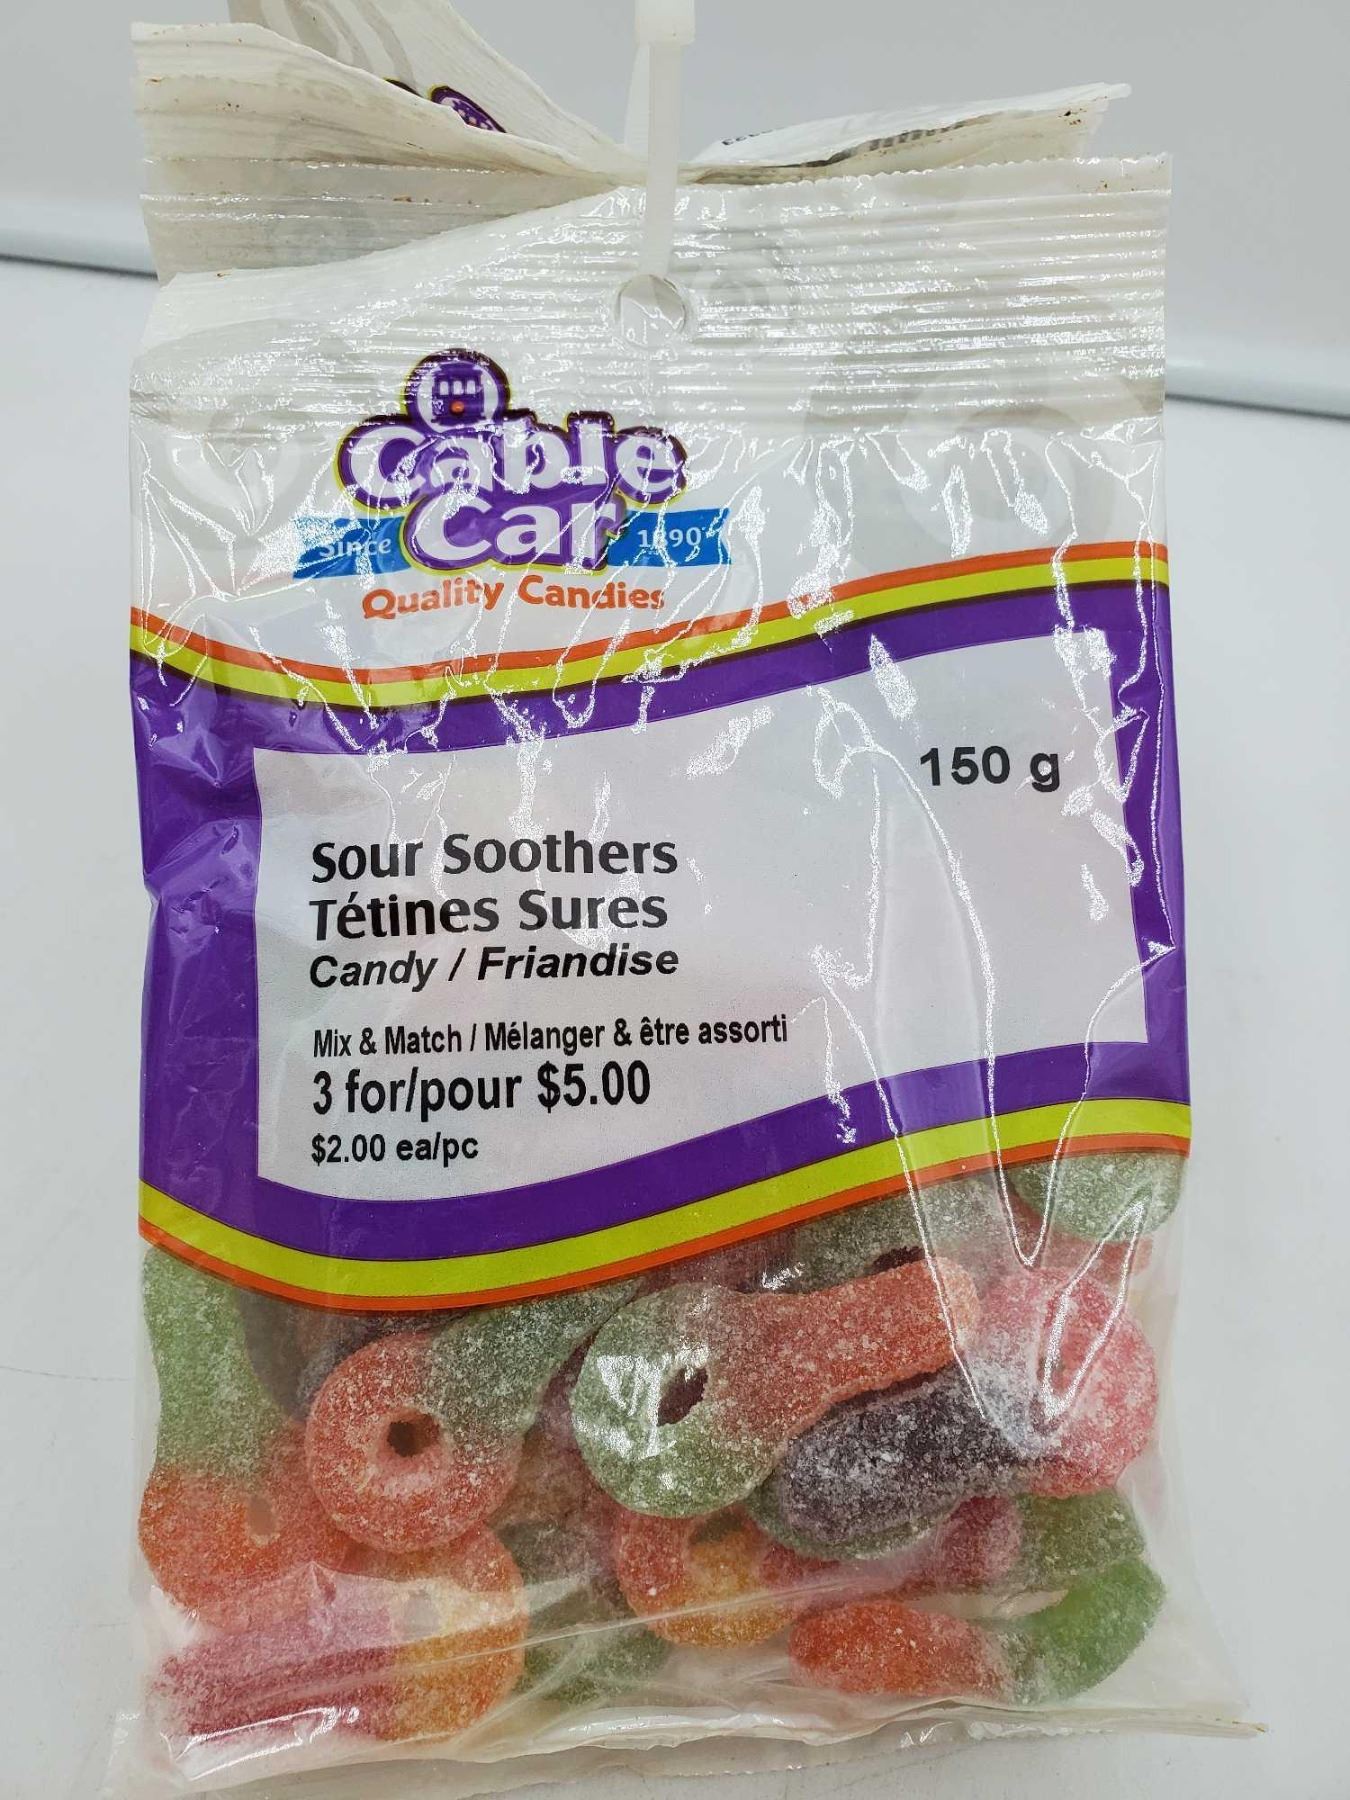 Cable
Car
Since 1890
Quality Candies
150 g
Sour Soothers
Tétines Sures
Candy / Friandise
Mix & Match / Mélanger & être assorti
3 for/pour $5.00
$2.00 ea/pc